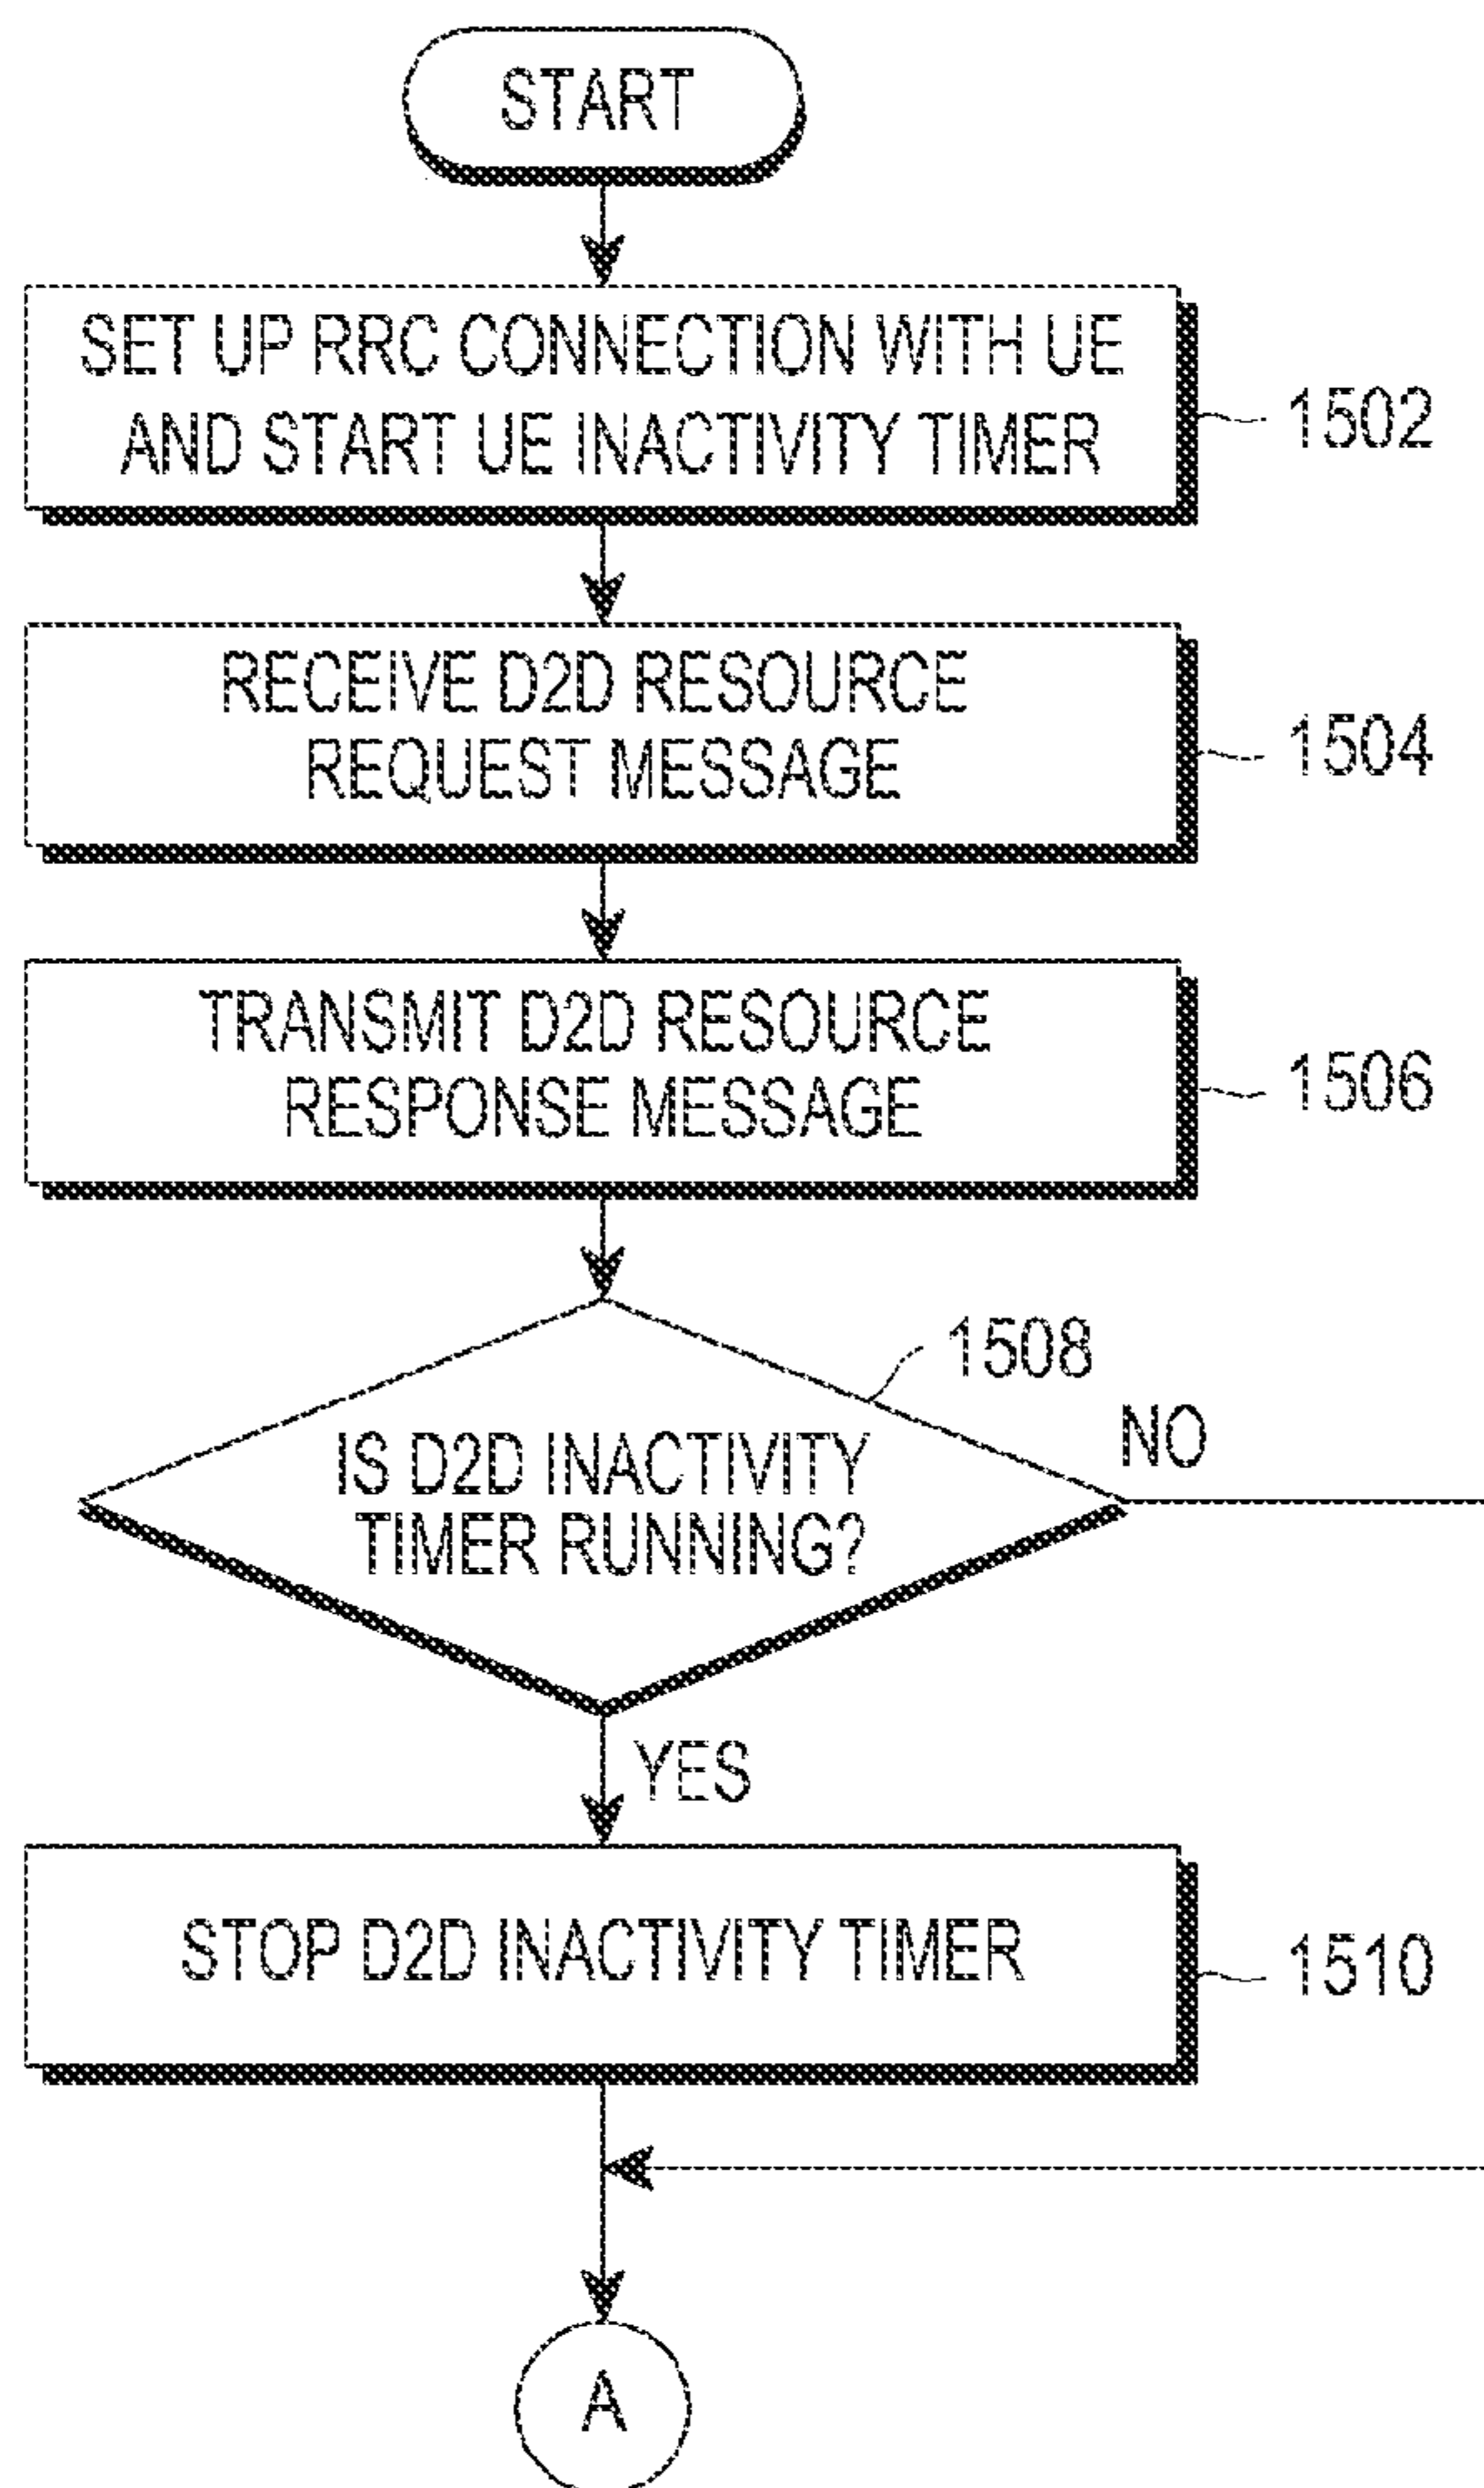 START
SET UP RRC CONNECTION WITH UE
AND START UE INACTIVITY TIMER
1502
RECEIVE D2D RESOURCE
REQUEST MESSAGE
1504
TRANSMIT D2D RESOURCE
RESPONSE MESSAGE
1506
1508
NO
IS D2D INACTIVITY
TIMER RUNNING?
YES
STOP D2D INACTIVITY TIMER
1510
A